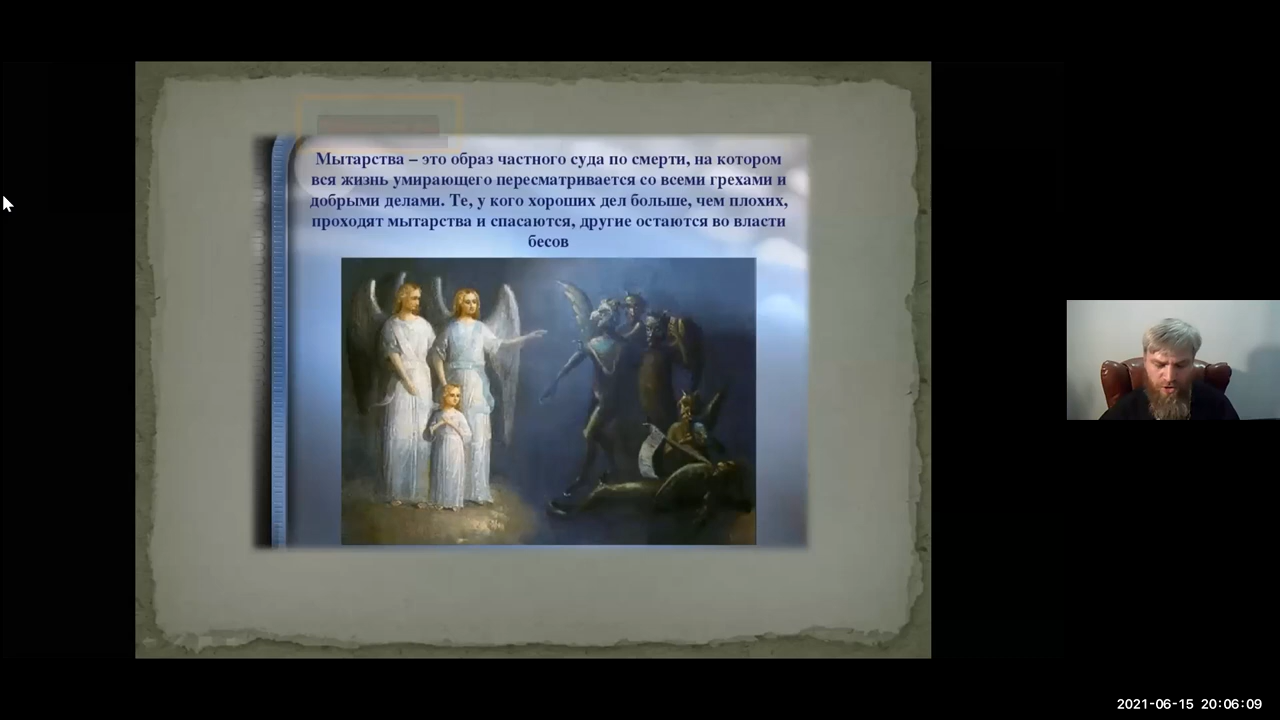 Мытарства – это образ частного суда по смерти, на котором
вся жизнь умирающего пересматривается со всеми грехами и
добрыми делами. Те, у кого хороших дел больше, чем плохих,
проходят мытарства и спасаются, другие остаются во власти
бесов
2021-06-15 20:06:09